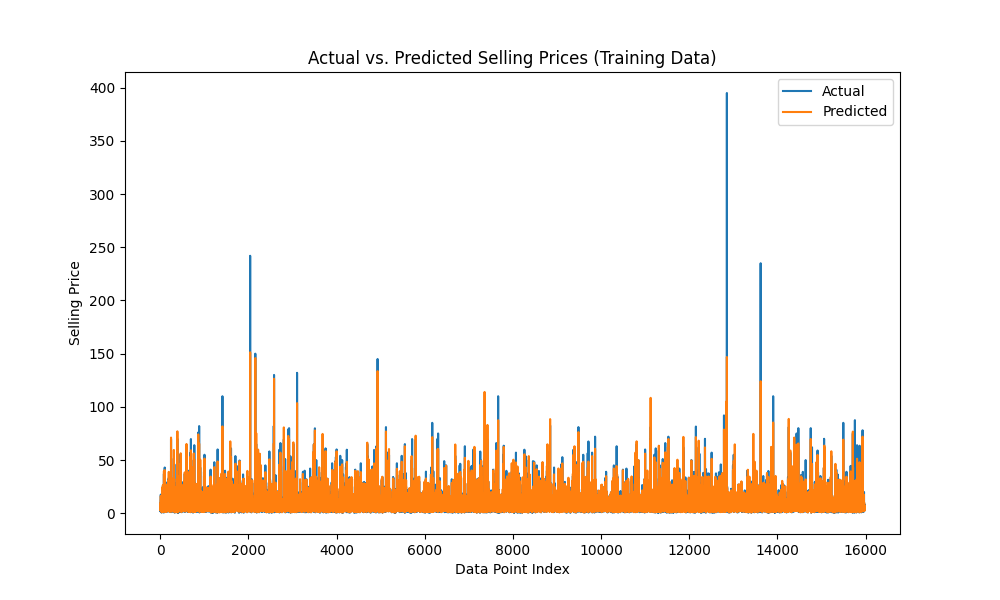 Actual vs. Predicted Selling Prices (Training Data)
Actual
Predicted
Selling Price
400
350
300
250
200
150
100
50
0
0 2000 4000 6000 8000 10000 12000 14000 16000
Data Point Index